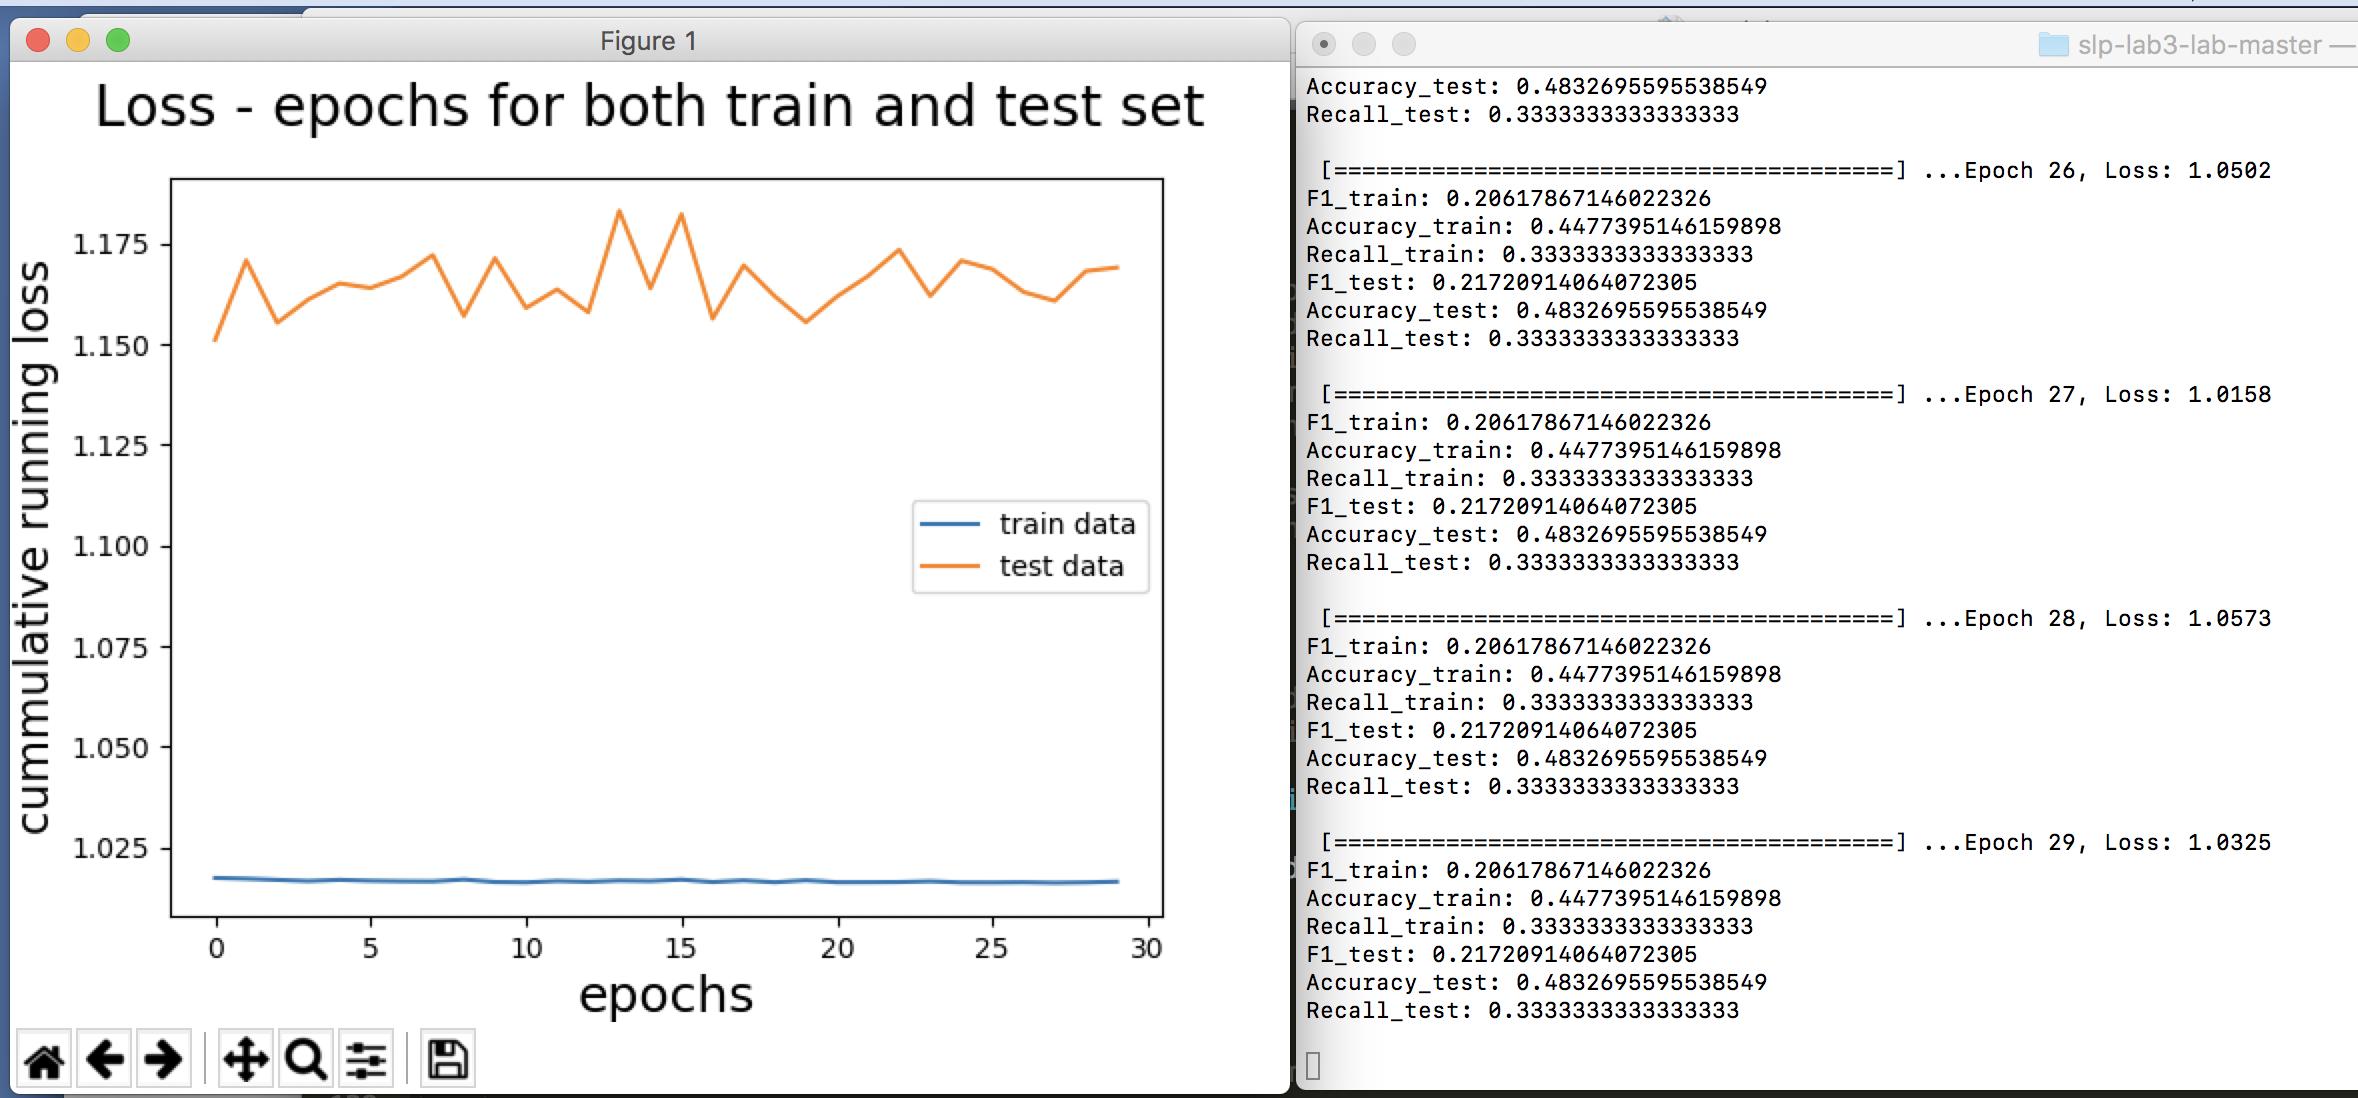 Figure 1
Loss - epochs for both train and test set
cummulative running loss
1.175
1.150
1.125
1.100
1.075
1.050
1.025
train data
test data
0 5 10 15 20 25 30
epochs
slp-lab3-lab-master —
Accuracy_test: 0.4832695595538549
Recall_test: 0.3333333333333333
[========================================] ...Epoch 26, Loss: 1.0502
F1_train: 0.20617867146022326
Accuracy_train: 0.4477395146159898
Recall_train: 0.3333333333333333
F1_test: 0.21720914064072305
Accuracy_test: 0.4832695595538549
Recall_test: 0.3333333333333333
[========================================] ...Epoch 27, Loss: 1.0158
F1_train: 0.20617867146022326
Accuracy_train: 0.4477395146159898
Recall_train: 0.3333333333333333
F1_test: 0.21720914064072305
Accuracy_test: 0.4832695595538549
Recall_test: 0.3333333333333333
[========================================] ...Epoch 28, Loss: 1.0573
F1_train: 0.20617867146022326
Accuracy_train: 0.4477395146159898
Recall_train: 0.3333333333333333
F1_test: 0.21720914064072305
Accuracy_test: 0.4832695595538549
Recall_test: 0.3333333333333333
[========================================] ...Epoch 29, Loss: 1.0325
F1_train: 0.20617867146022326
Accuracy_train: 0.4477395146159898
Recall_train: 0.3333333333333333
F1_test: 0.21720914064072305
Accuracy_test: 0.4832695595538549
Recall_test: 0.3333333333333333